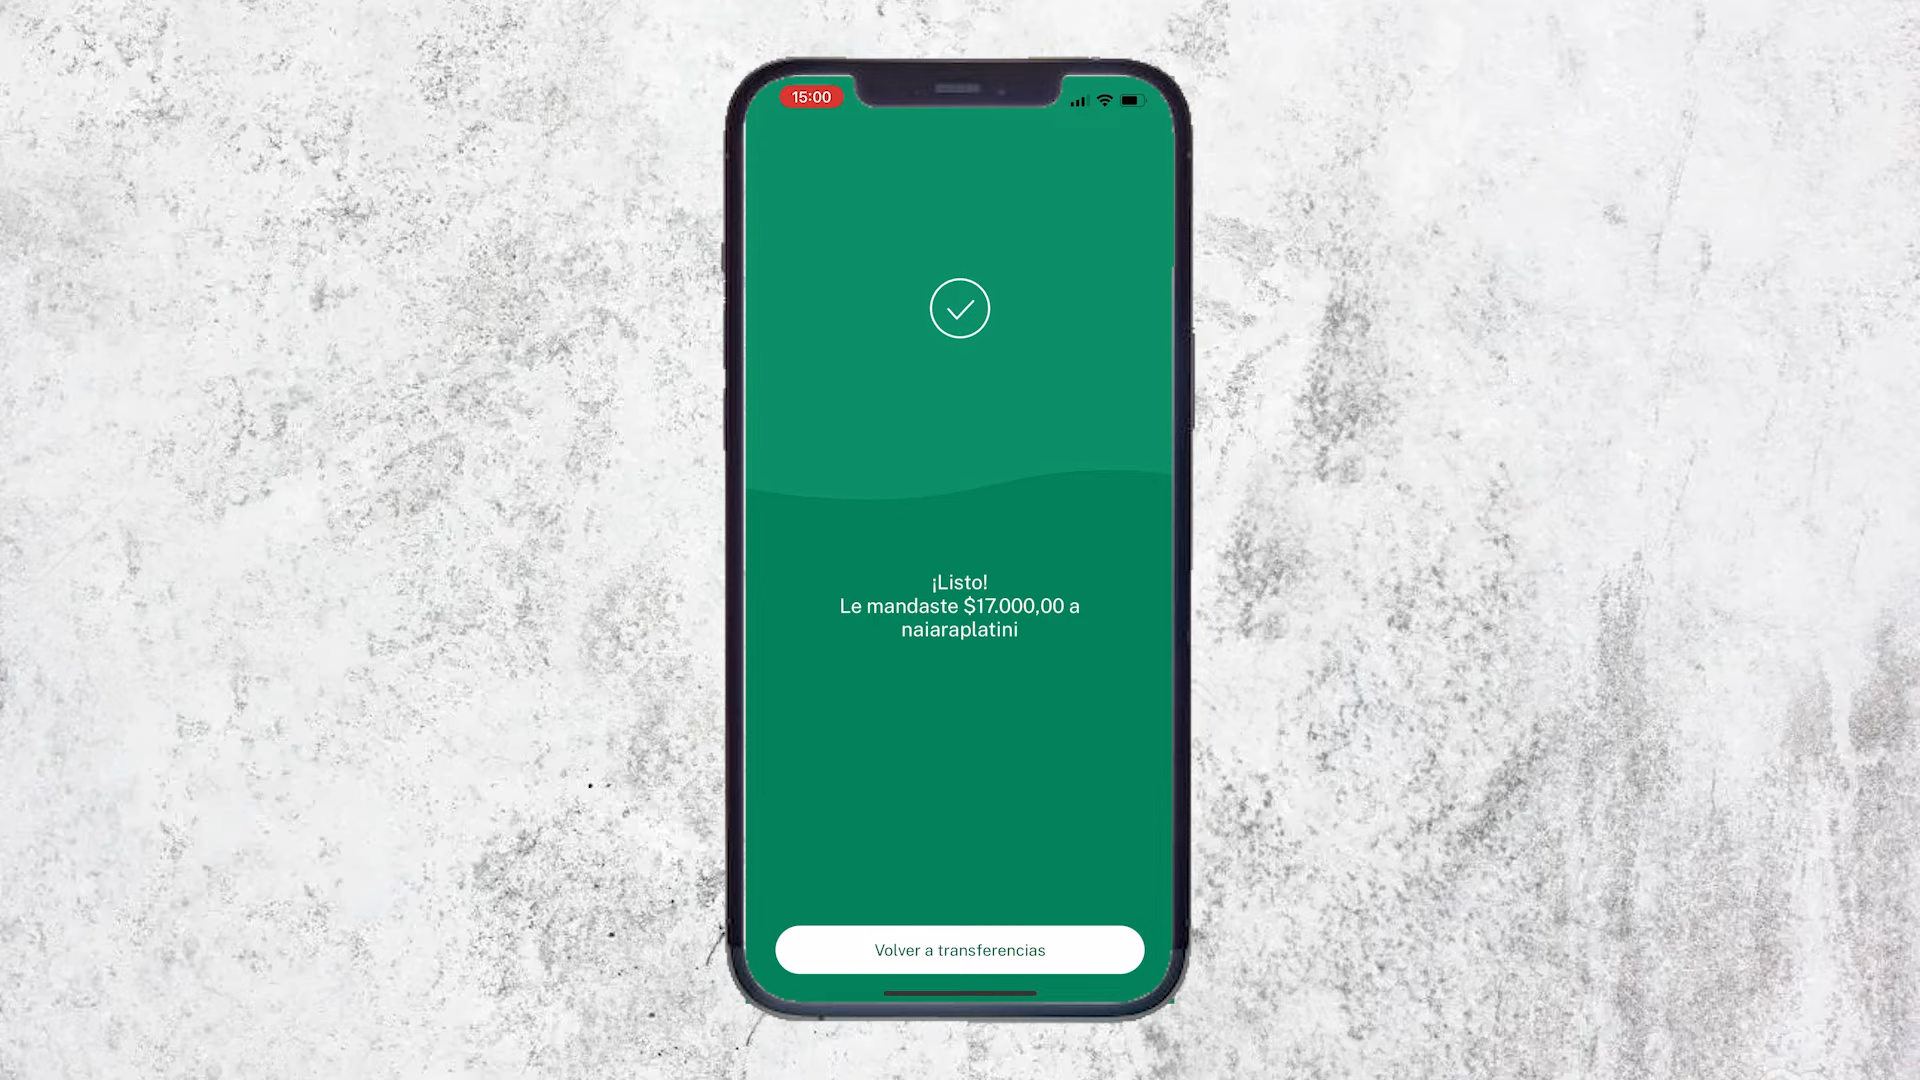 15:00
¡Listo!
Le mandaste $17.000,00 a
naiaraplatini
Volver a transferencias